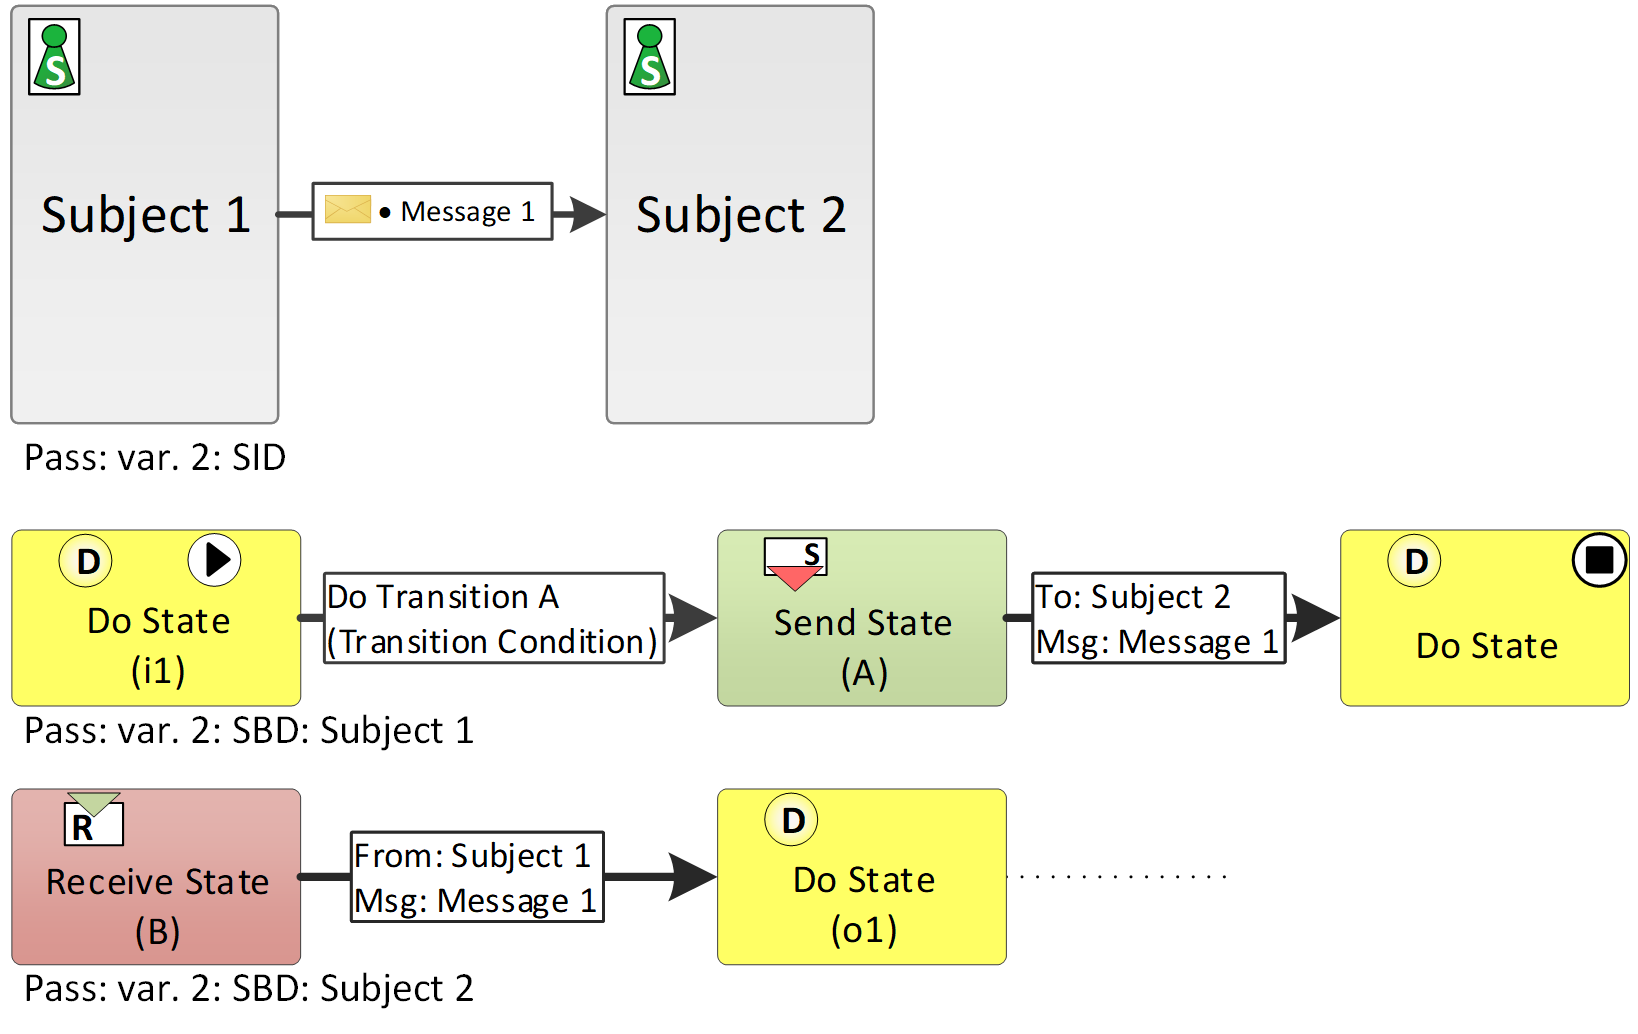 S
S
Subject 1
• Message 1
Subject 2
Pass: var. 2: SID
D
Do State
(i1)
Do Transition A
(Transition Condition)
S
Send State
(A)
To: Subject 2
Msg: Message 1
D
Do State
Pass: var. 2: SBD: Subject 1
R
Receive State
(B)
From: Subject 1
Msg: Message 1
D
Do State
(o1)
Pass: var. 2: SBD: Subject 2